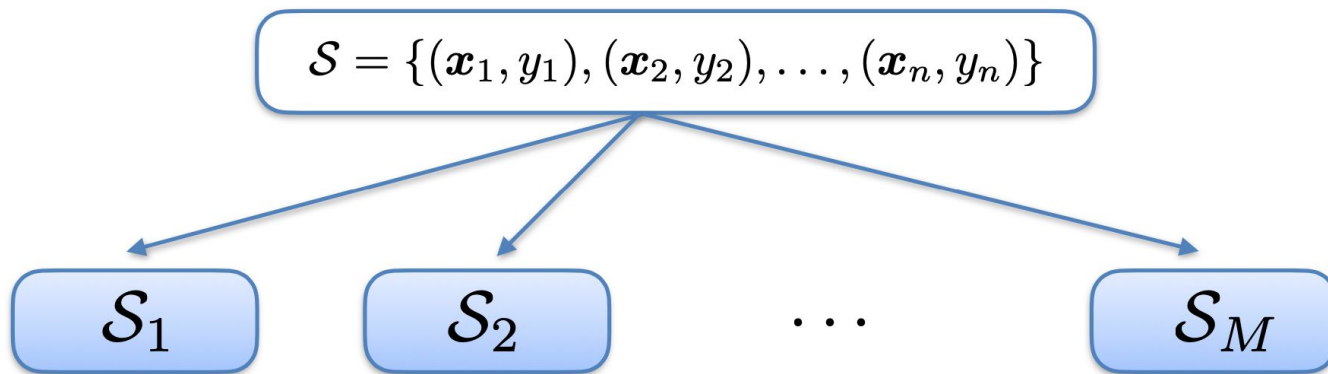 𝒮 = {(𝒙₁, y₁), (𝒙₂, y₂), . . . , (𝒙ₙ, yₙ)}
𝒮₁ 𝒮₂ . . . 𝒮_M